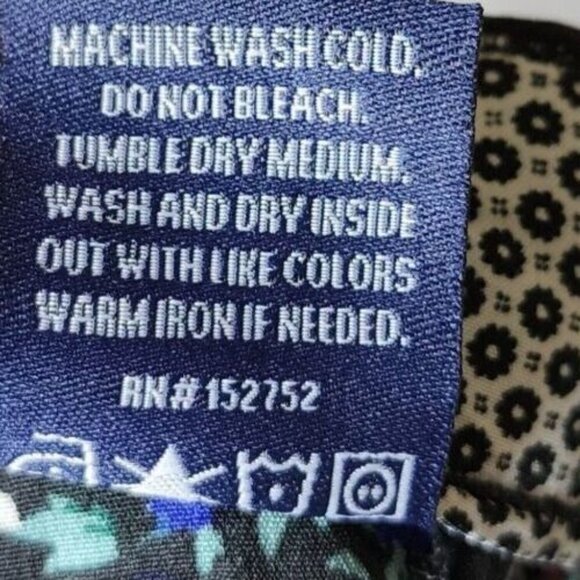 MACHINE WASH COLD.
DO NOT BLEACH.
TUMBLE DRY MEDIUM.
WASH AND DRY INSIDE
OUT WITH LIKE COLORS
WARM IRON IF NEEDED.
RN#152752